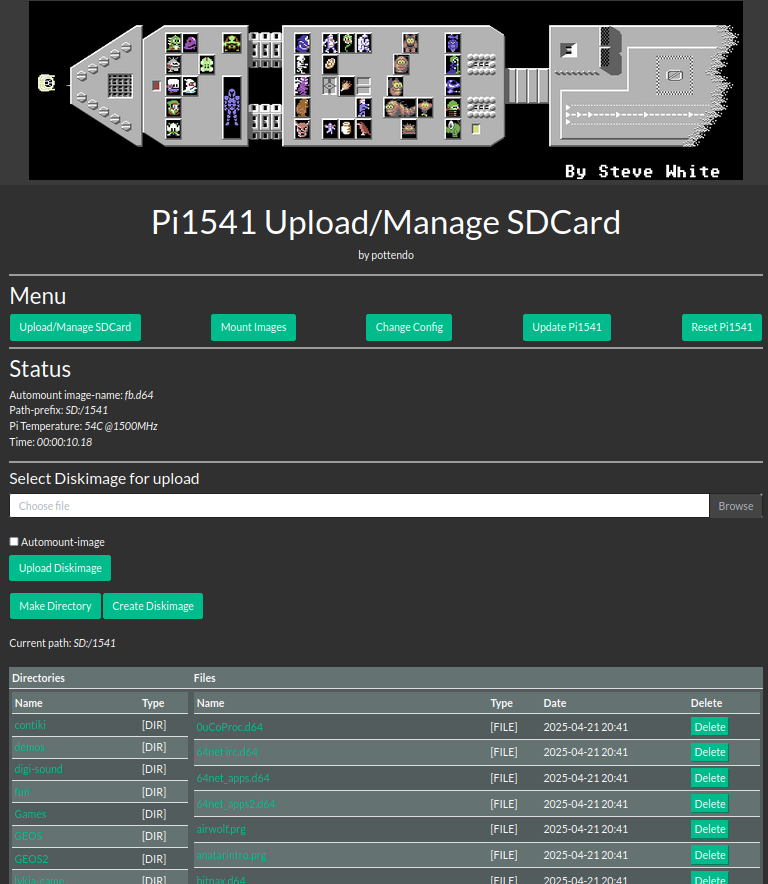 By Steve White
Pi1541 Upload/Manage SDCard
by pottendo
Menu
Upload/Manage SDCard Mount Images Change Config Update Pi1541 Reset Pi1541
Status
Automount image-name: fb.d64
Path-prefix: SD:/1541
Pi Temperature: 54C @1500MHz
Time: 00:00:10.18
Select Diskimage for upload
Choose file Browse
Automount-image
Upload Diskimage
Make Directory Create Diskimage
Current path: SD:/1541
Directories Files
Name Type Name Type Date Delete
contiki [DIR] 0uCoProc.d64 [FILE] 2025-04-21 20:41 Delete
demos [DIR] 64net irc.d64 [FILE] 2025-04-21 20:41 Delete
digi-sound [DIR] 64net_apps.d64 [FILE] 2025-04-21 20:41 Delete
fun [DIR] 64net_apps2.d64 [FILE] 2025-04-21 20:41 Delete
Games [DIR] airwolf.prg [FILE] 2025-04-21 20:41 Delete
GEOS [DIR] anatarintro.prg [FILE] 2025-04-21 20:41 Delete
GEOS2 [DIR] bitnax.d64 [FILE] 2025-04-21 20:41 Delete
lykia-game [DIR]